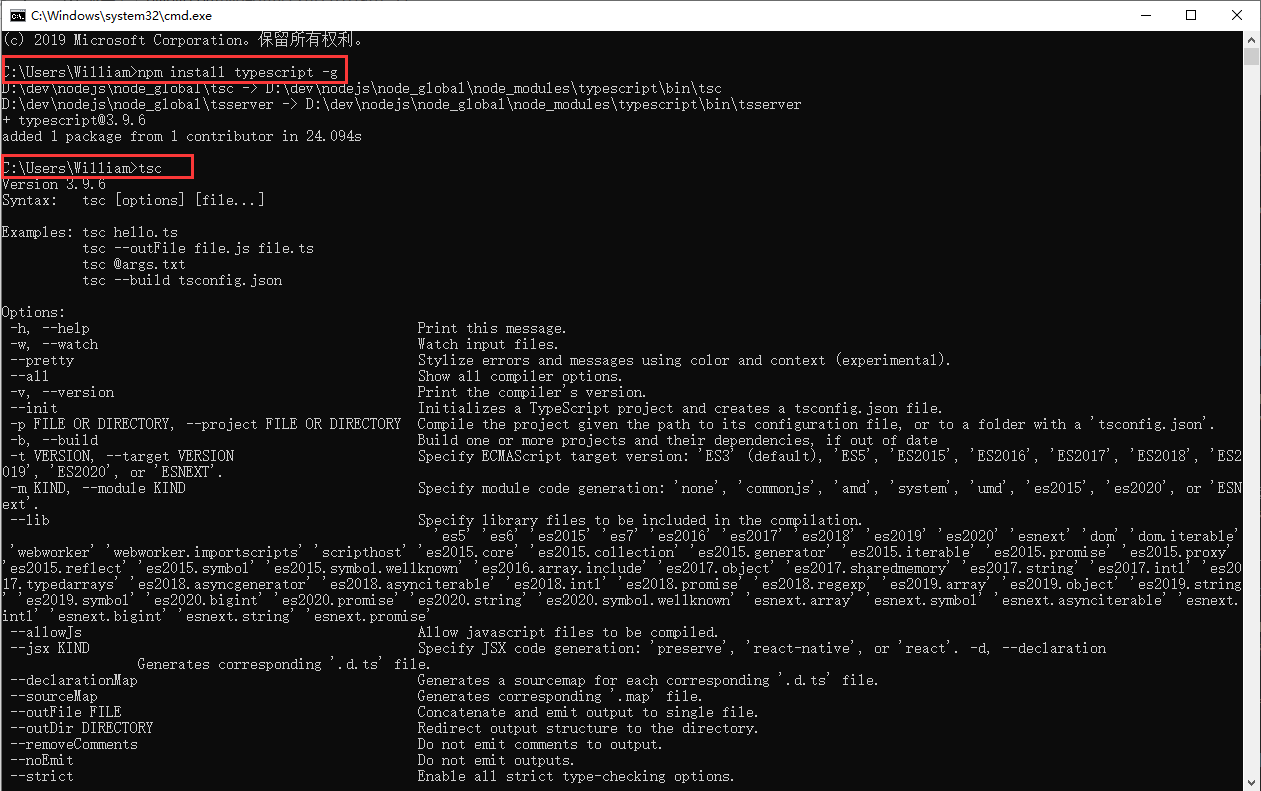 C:\Windows\system32\cmd.exe
(c) 2019 Microsoft Corporation。保留所有权利。
C:\Users\William>npm install typescript -g
D:\dev\nodejs\node_global\tsc -> D:\dev\nodejs\node_global\node_modules\typescript\bin\tsc
D:\dev\nodejs\node_global\tsserver -> D:\dev\nodejs\node_global\node_modules\typescript\bin\tsserver
+ typescript@3.9.6
added 1 package from 1 contributor in 24.094s
C:\Users\William>tsc
Version 3.9.6
Syntax:   tsc [options] [file...]
Examples: tsc hello.ts
          tsc --outFile file.js file.ts
          tsc @args.txt
          tsc --build tsconfig.json
Options:
 -h, --help                                         Print this message.
 -w, --watch                                        Watch input files.
 --pretty                                           Stylize errors and messages using color and context (experimental).
 --all                                              Show all compiler options.
 -v, --version                                      Print the compiler's version.
 --init                                             Initializes a TypeScript project and creates a tsconfig.json file.
 -p FILE OR DIRECTORY, --project FILE OR DIRECTORY  Compile the project given the path to its configuration file, or to a folder with a 'tsconfig.json'.
 -b, --build                                        Build one or more projects and their dependencies, if out of date
 -t VERSION, --target VERSION                       Specify ECMAScript target version: 'ES3' (default), 'ES5', 'ES2015', 'ES2016', 'ES2017', 'ES2018', 'ES2
019', 'ES2020', or 'ESNEXT'.
 -m KIND, --module KIND                             Specify module code generation: 'none', 'commonjs', 'amd', 'system', 'umd', 'es2015', 'es2020', or 'ESN
ext'.
 --lib                                              Specify library files to be included in the compilation.
                                                      'es5' 'es6' 'es2015' 'es7' 'es2016' 'es2017' 'es2018' 'es2019' 'es2020' 'esnext' 'dom' 'dom.iterable'
 'webworker' 'webworker.importscripts' 'scripthost' 'es2015.core' 'es2015.collection' 'es2015.generator' 'es2015.iterable' 'es2015.promise' 'es2015.proxy'
'es2015.reflect' 'es2015.symbol' 'es2015.symbol.wellknown' 'es2016.array.include' 'es2017.object' 'es2017.sharedmemory' 'es2017.string' 'es2017.intl' 'es20
17.typedarrays' 'es2018.asyncgenerator' 'es2018.asynciterable' 'es2018.intl' 'es2018.promise' 'es2018.regexp' 'es2019.array' 'es2019.object' 'es2019.string
' 'es2019.symbol' 'es2020.bigint' 'es2020.promise' 'es2020.string' 'es2020.symbol.wellknown' 'esnext.array' 'esnext.symbol' 'esnext.asynciterable' 'esnext.
intl' 'esnext.bigint' 'esnext.string' 'esnext.promise'
 --allowJs                                          Allow javascript files to be compiled.
 --jsx KIND                                         Specify JSX code generation: 'preserve', 'react-native', or 'react'. -d, --declaration
                 Generates corresponding '.d.ts' file.
 --declarationMap                                   Generates a sourcemap for each corresponding '.d.ts' file.
 --sourceMap                                        Generates corresponding '.map' file.
 --outFile FILE                                     Concatenate and emit output to single file.
 --outDir DIRECTORY                                 Redirect output structure to the directory.
 --removeComments                                   Do not emit comments to output.
 --noEmit                                           Do not emit outputs.
 --strict                                           Enable all strict type-checking options.